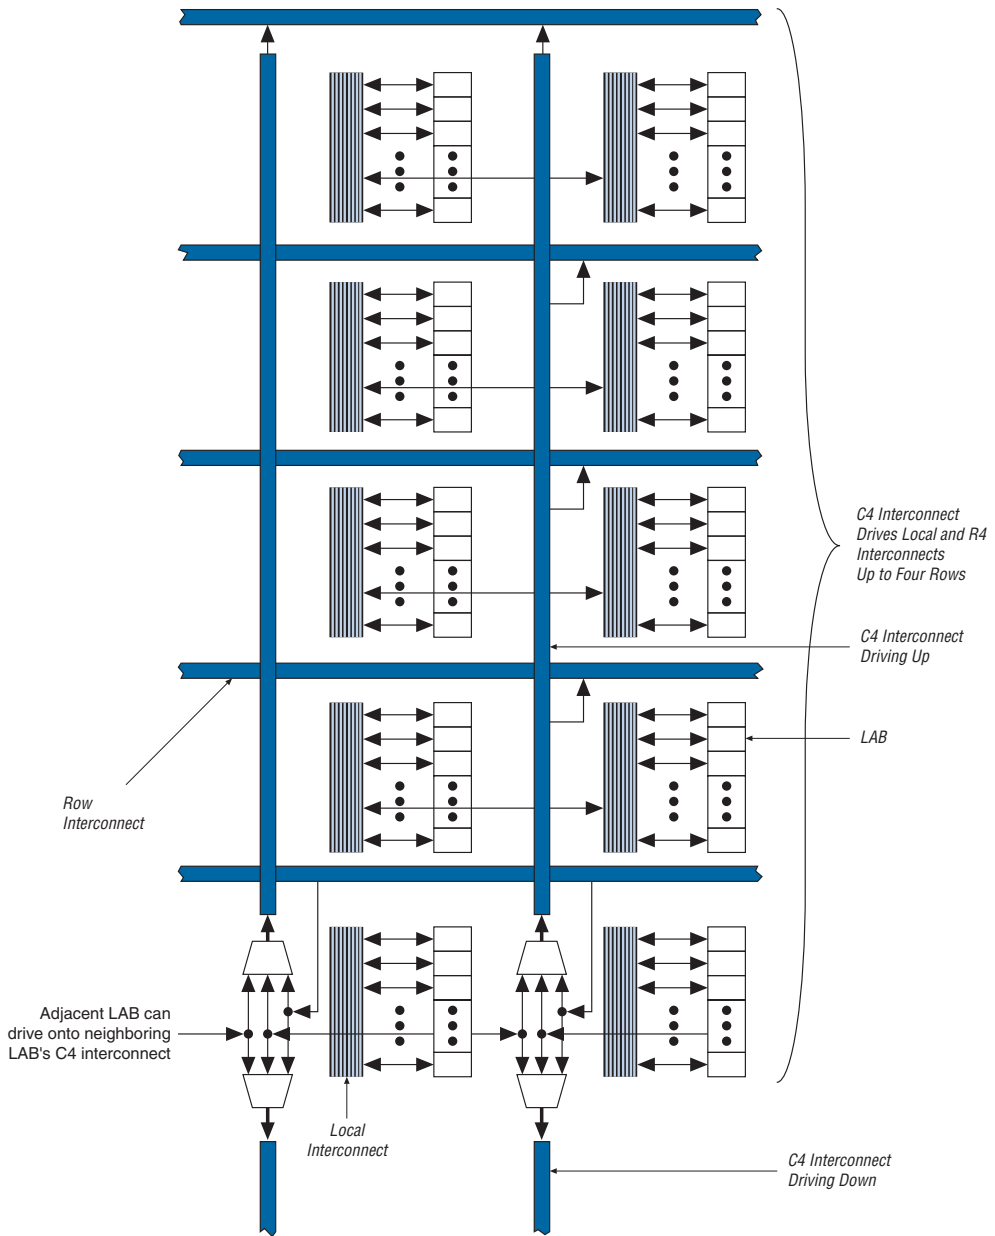 C4 Interconnect
Drives Local and R4
Interconnects
Up to Four Rows
C4 Interconnect
Driving Up
LAB
Row
Interconnect
Adjacent LAB can
drive onto neighboring
LAB's C4 interconnect
Local
Interconnect
C4 Interconnect
Driving Down